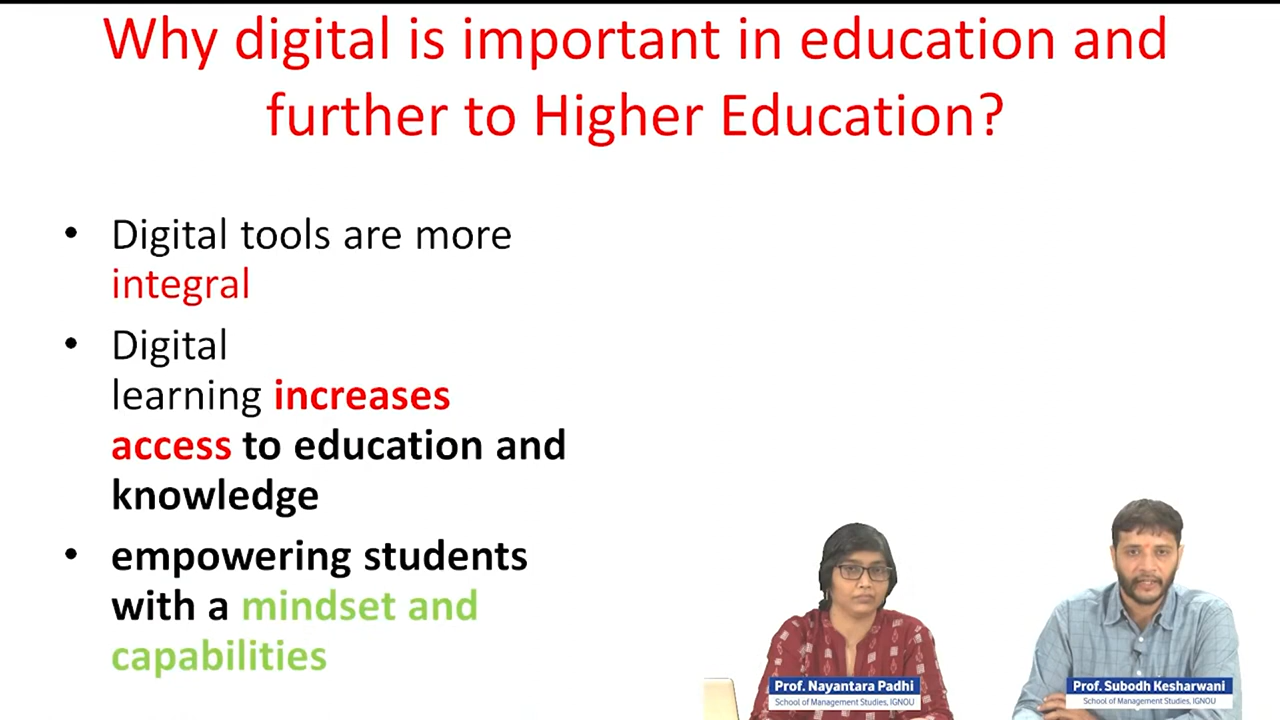 Why digital is important in education and
further to Higher Education?
• Digital tools are more
integral
• Digital
learning increases
access to education and
knowledge
• empowering students
with a mindset and
capabilities
Prof. Nayantara Padhi
School of Management Studies, IGNOU
Prof. Subodh Kesharwani
School of Management Studies, IGNOU